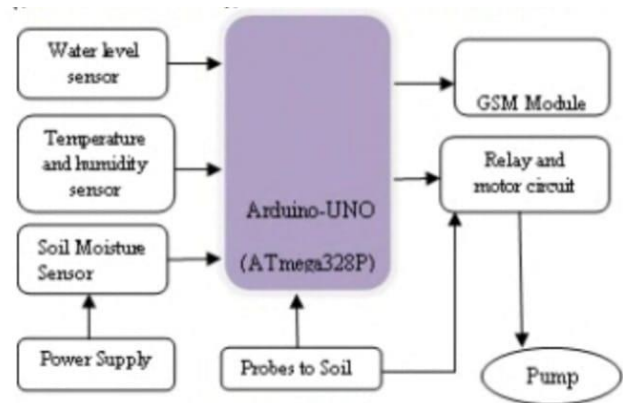 Water level
sensor
Temperature
and humidity
sensor
Soil Moisture
Sensor
Power Supply
Arduino-UNO
(ATmega328P)
Probes to Soil
GSM Module
Relay and
motor circuit
Pump